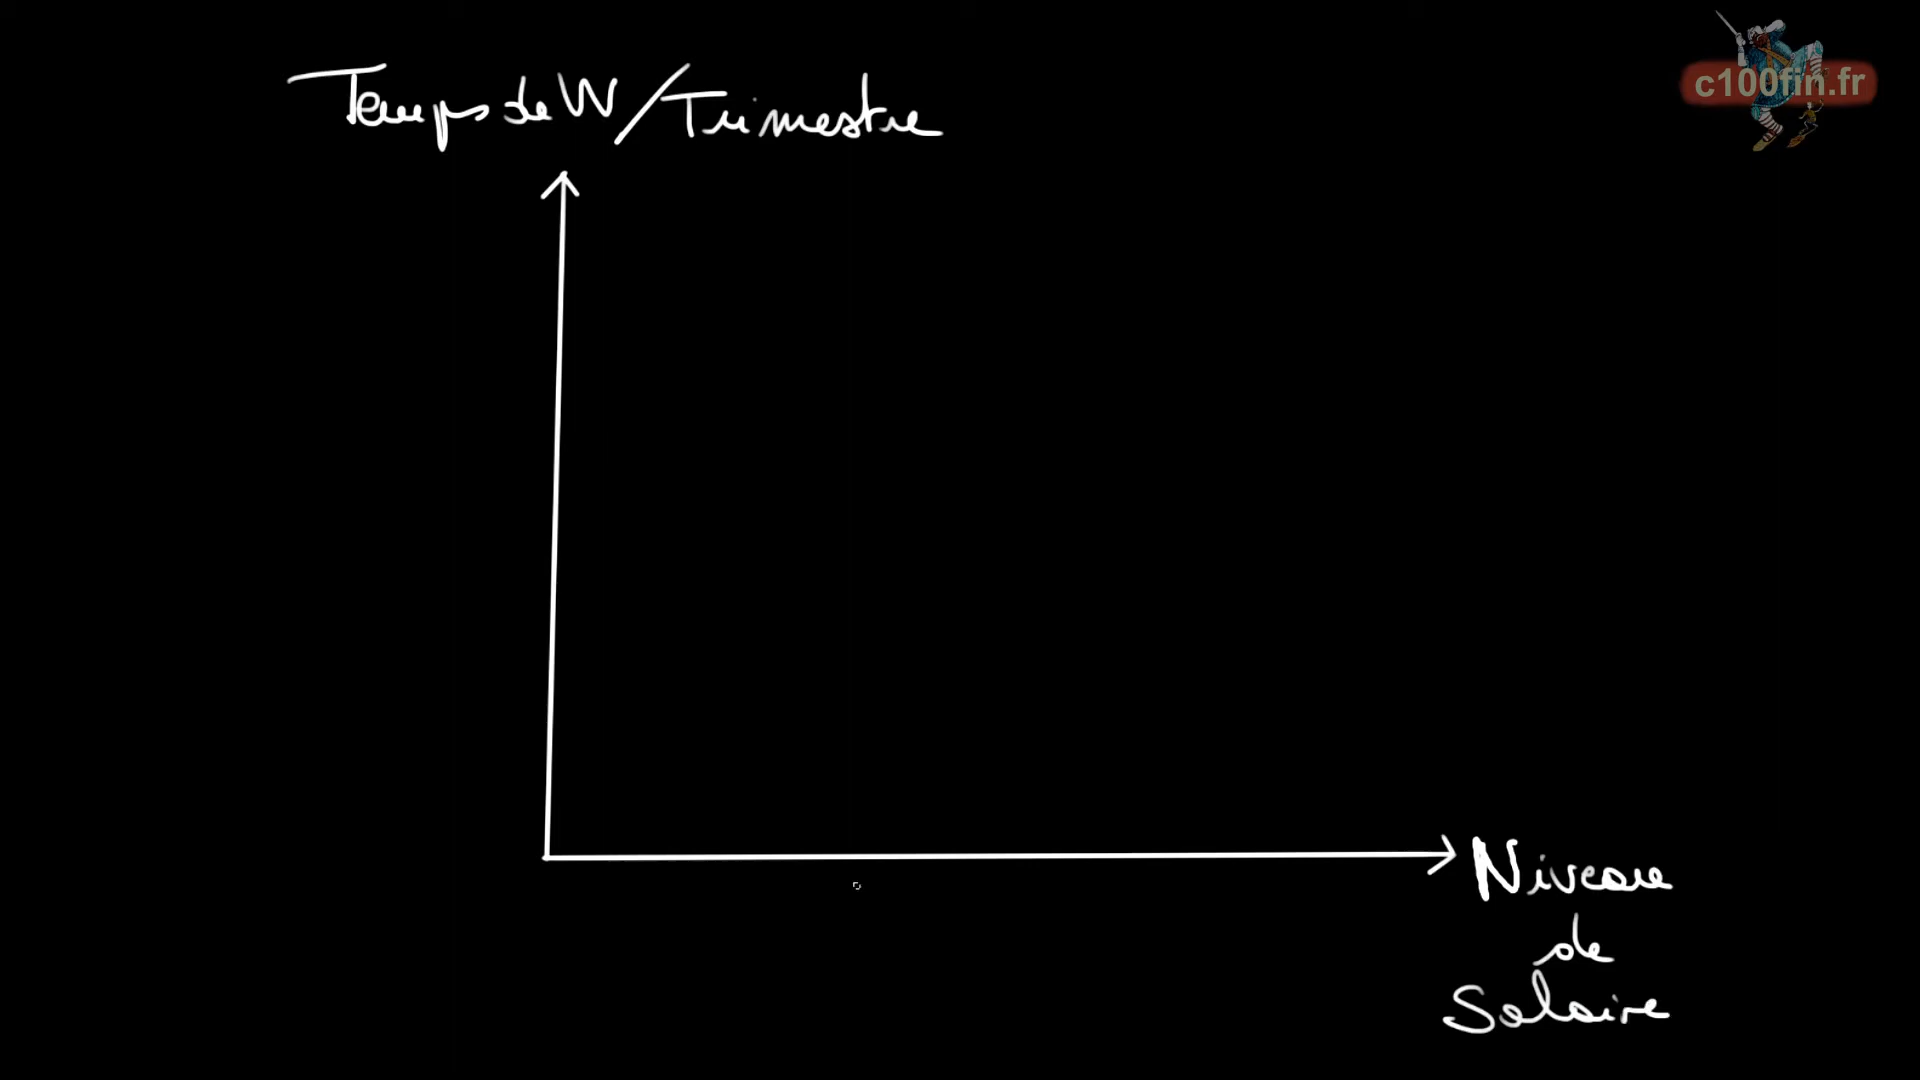 Temps de W/Trimestre
c100fin.fr
Niveau
de
Salaire